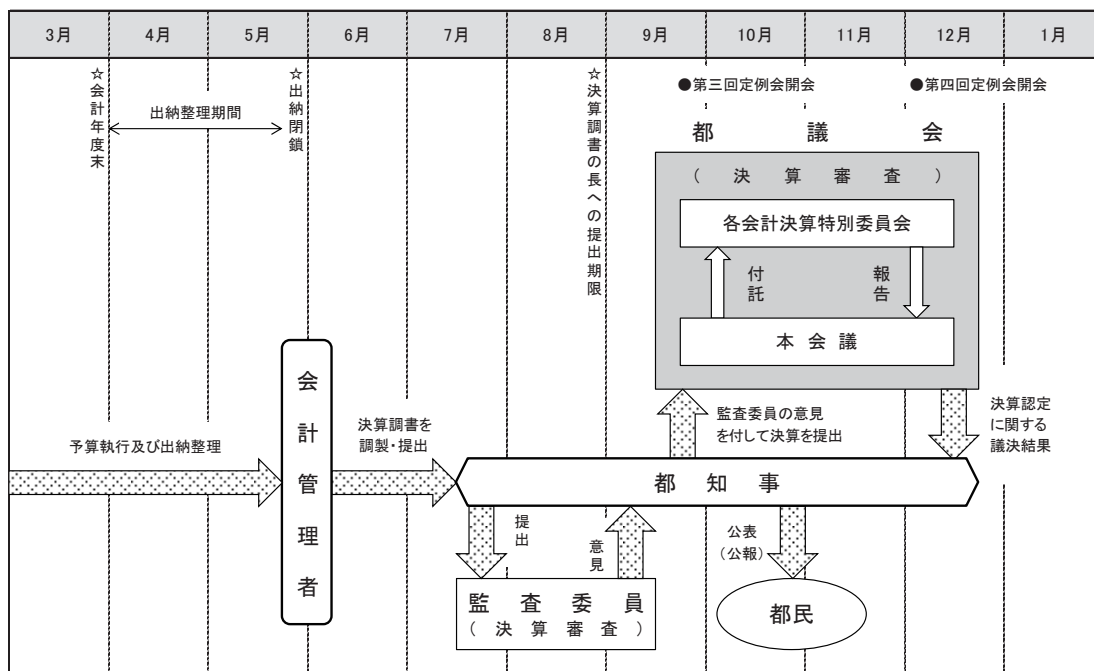 3月 4月 5月 6月 7月 8月 9月 10月 11月 12月 1月
☆会計年度末
出納整理期間
☆出納閉鎖
☆決算調書の長への提出期限
●第三回定例会開会
●第四回定例会開会
都議会
(決算審査)
各会計決算特別委員会
付託
報告
本会議
予算執行及び出納整理
会計管理者
決算調書を
調製・提出
監査委員の意見
を付して決算を提出
決算認定
に関する
議決結果
都知事
提出
意見
公表
(公報)
監査委員
(決算審査)
都民